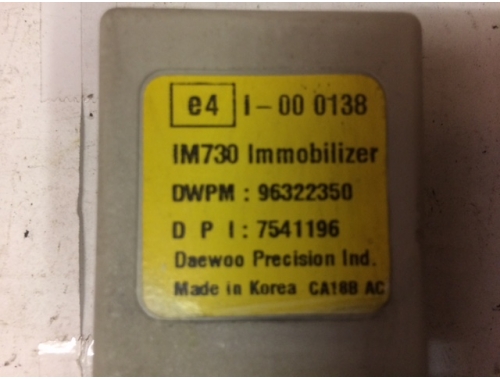 e4 I-00 0138
IM730 Immobilizer
DWPM : 96322350
D P I : 7541196
Daewoo Precision Ind.
Made in Korea CA18B AC